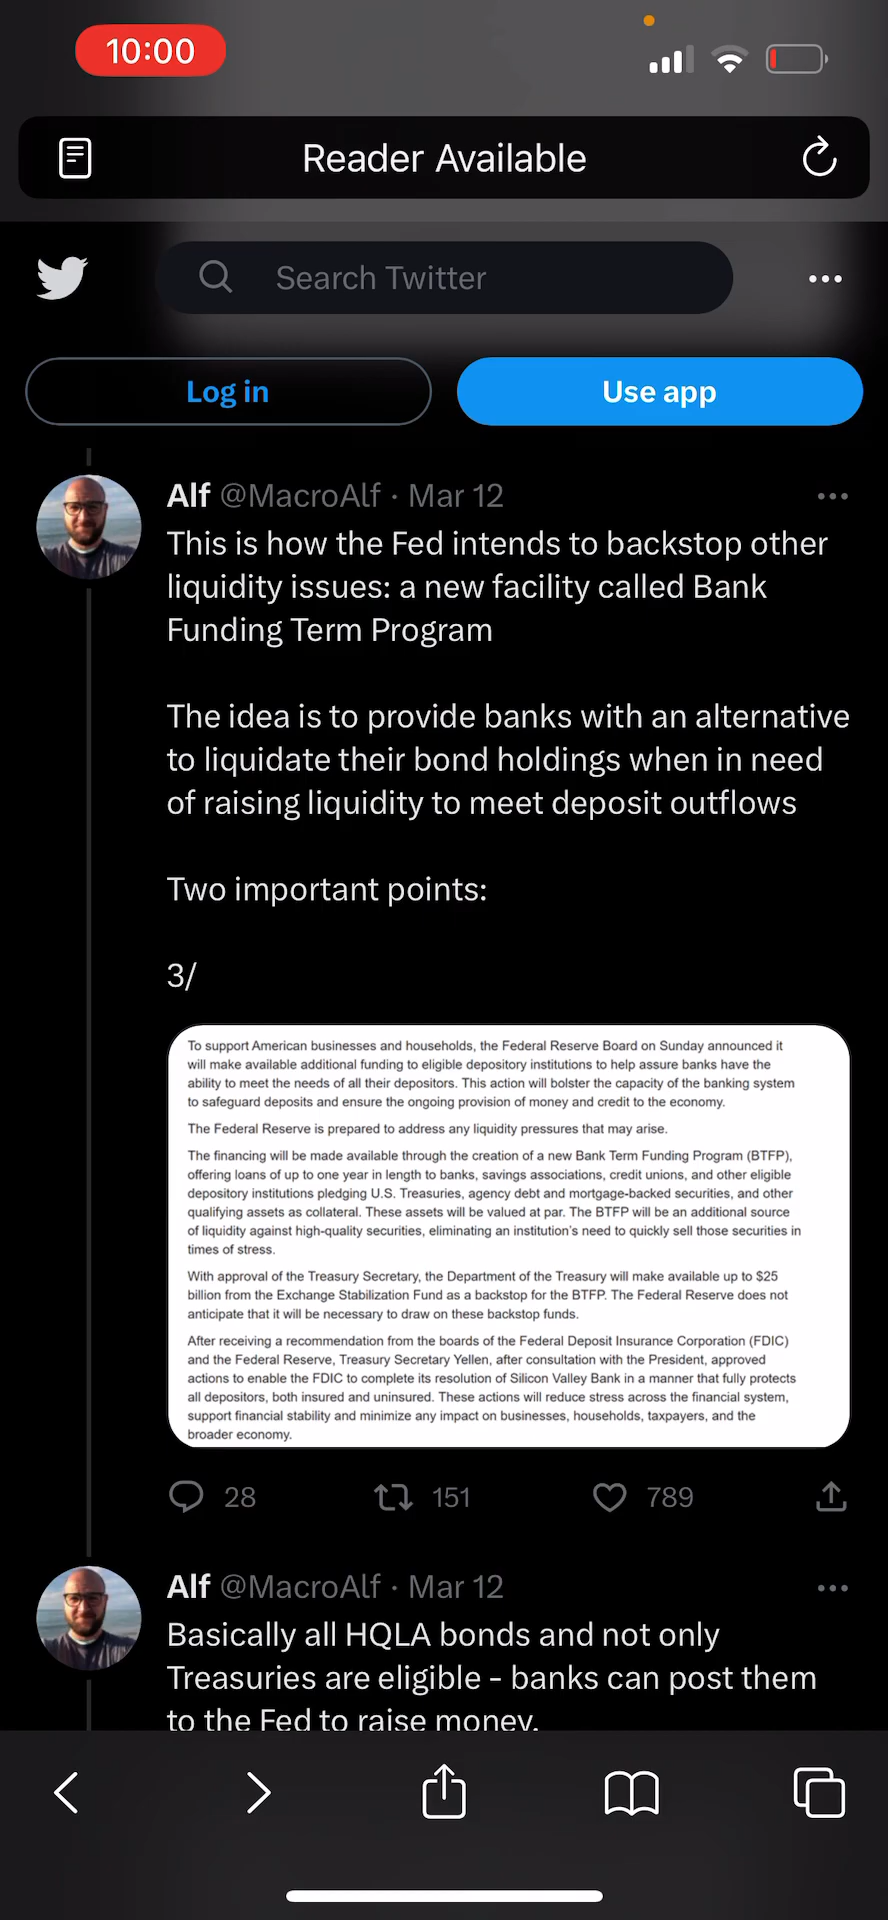 10:00
Reader Available
Search Twitter
Log in
Use app
Alf @MacroAlf · Mar 12
This is how the Fed intends to backstop other
liquidity issues: a new facility called Bank
Funding Term Program
The idea is to provide banks with an alternative
to liquidate their bond holdings when in need
of raising liquidity to meet deposit outflows
Two important points:
3/
To support American businesses and households, the Federal Reserve Board on Sunday announced it
will make available additional funding to eligible depository institutions to help assure banks have the
ability to meet the needs of all their depositors. This action will bolster the capacity of the banking system
to safeguard deposits and ensure the ongoing provision of money and credit to the economy.
The Federal Reserve is prepared to address any liquidity pressures that may arise.
The financing will be made available through the creation of a new Bank Term Funding Program (BTFP),
offering loans of up to one year in length to banks, savings associations, credit unions, and other eligible
depository institutions pledging U.S. Treasuries, agency debt and mortgage-backed securities, and other
qualifying assets as collateral. These assets will be valued at par. The BTFP will be an additional source
of liquidity against high-quality securities, eliminating an institution's need to quickly sell those securities in
times of stress.
With approval of the Treasury Secretary, the Department of the Treasury will make available up to $25
billion from the Exchange Stabilization Fund as a backstop for the BTFP. The Federal Reserve does not
anticipate that it will be necessary to draw on these backstop funds.
After receiving a recommendation from the boards of the Federal Deposit Insurance Corporation (FDIC)
and the Federal Reserve, Treasury Secretary Yellen, after consultation with the President, approved
actions to enable the FDIC to complete its resolution of Silicon Valley Bank in a manner that fully protects
all depositors, both insured and uninsured. These actions will reduce stress across the financial system,
support financial stability and minimize any impact on businesses, households, taxpayers, and the
broader economy.
28 151 789
Alf @MacroAlf · Mar 12
Basically all HQLA bonds and not only
Treasuries are eligible - banks can post them
to the Fed to raise money.